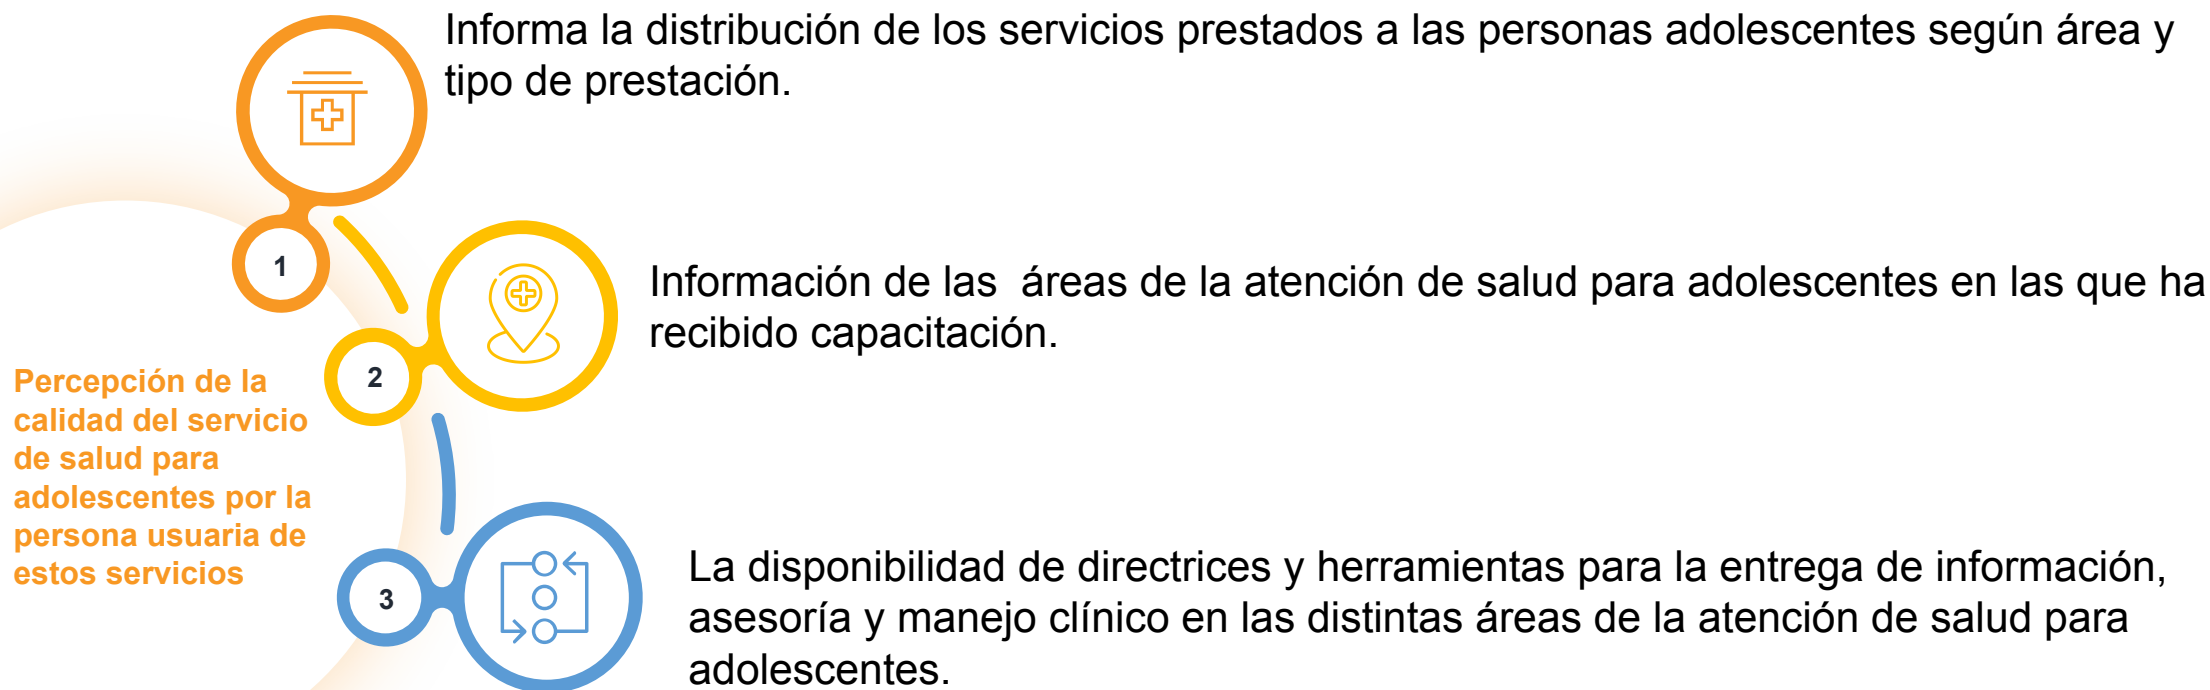 Informa la distribución de los servicios prestados a las personas adolescentes según área y
tipo de prestación.
1
Información de las  áreas de la atención de salud para adolescentes en las que ha
recibido capacitación.
2
Percepción de la
calidad del servicio
de salud para
adolescentes por la
persona usuaria de
estos servicios
3
La disponibilidad de directrices y herramientas para la entrega de información,
asesoría y manejo clínico en las distintas áreas de la atención de salud para
adolescentes.